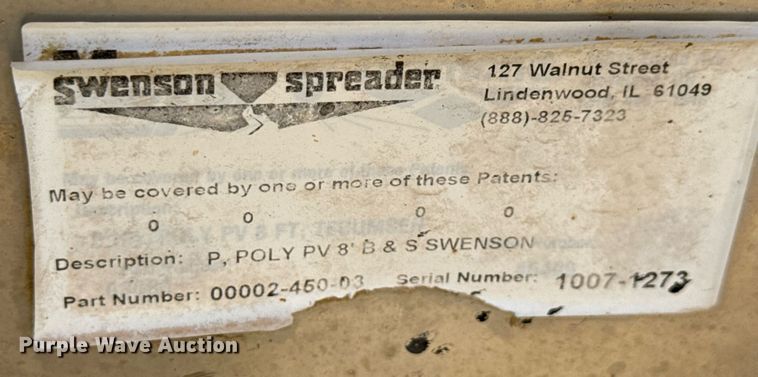 Swenson spreader
127 Walnut Street
Lindenwood, IL 61049
(888)-825-7323
May be covered by one or more of these Patents:
0 0 0 0
Description: P, POLY PV 8' B & S SWENSON
Part Number: 00002-450-03 Serial Number: 1007-1273
Purple Wave Auction